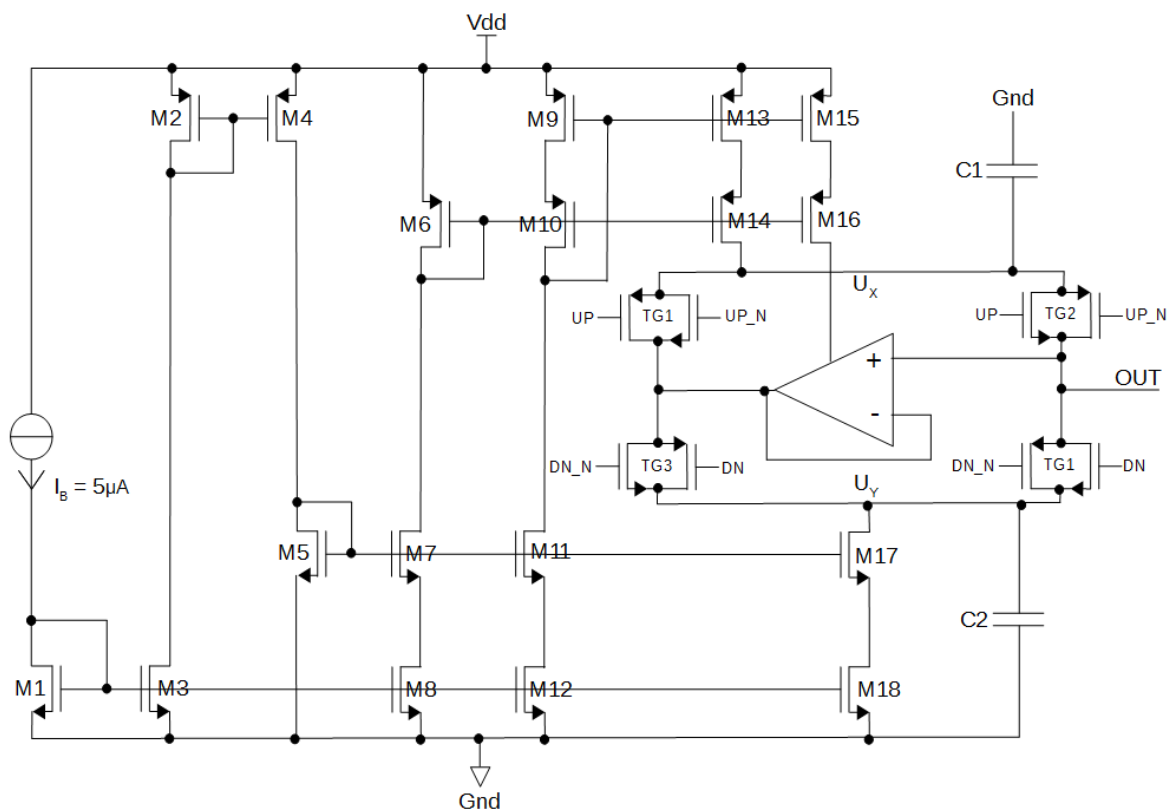 Vdd
Gnd
M2
M4
M9
M13
M15
C1
M6
M10
M14
M16
U_X
UP
TG1
UP_N
UP
TG2
UP_N
+
OUT
-
I_B = 5µA
DN_N
TG3
DN
DN_N
TG1
DN
U_Y
M5
M7
M11
M17
C2
M1
M3
M8
M12
M18
Gnd